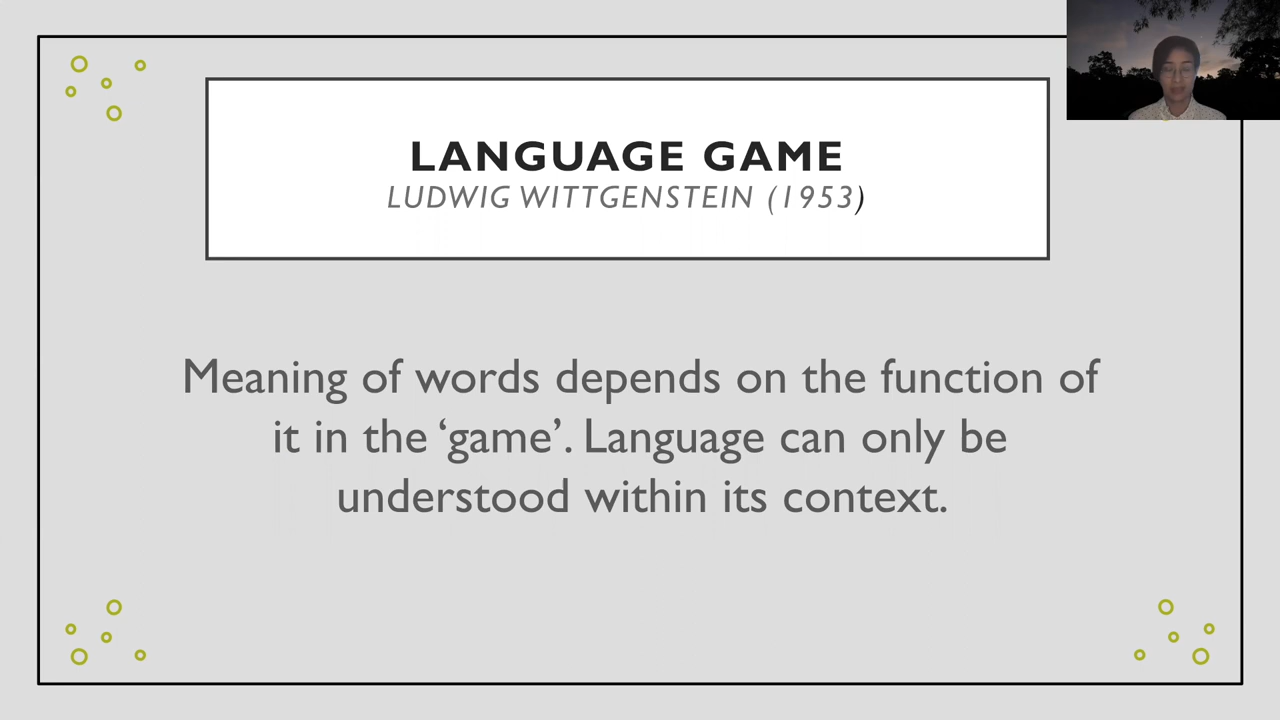 LANGUAGE GAME
LUDWIG WITTGENSTEIN (1953)
Meaning of words depends on the function of
it in the ‘game’. Language can only be
understood within its context.